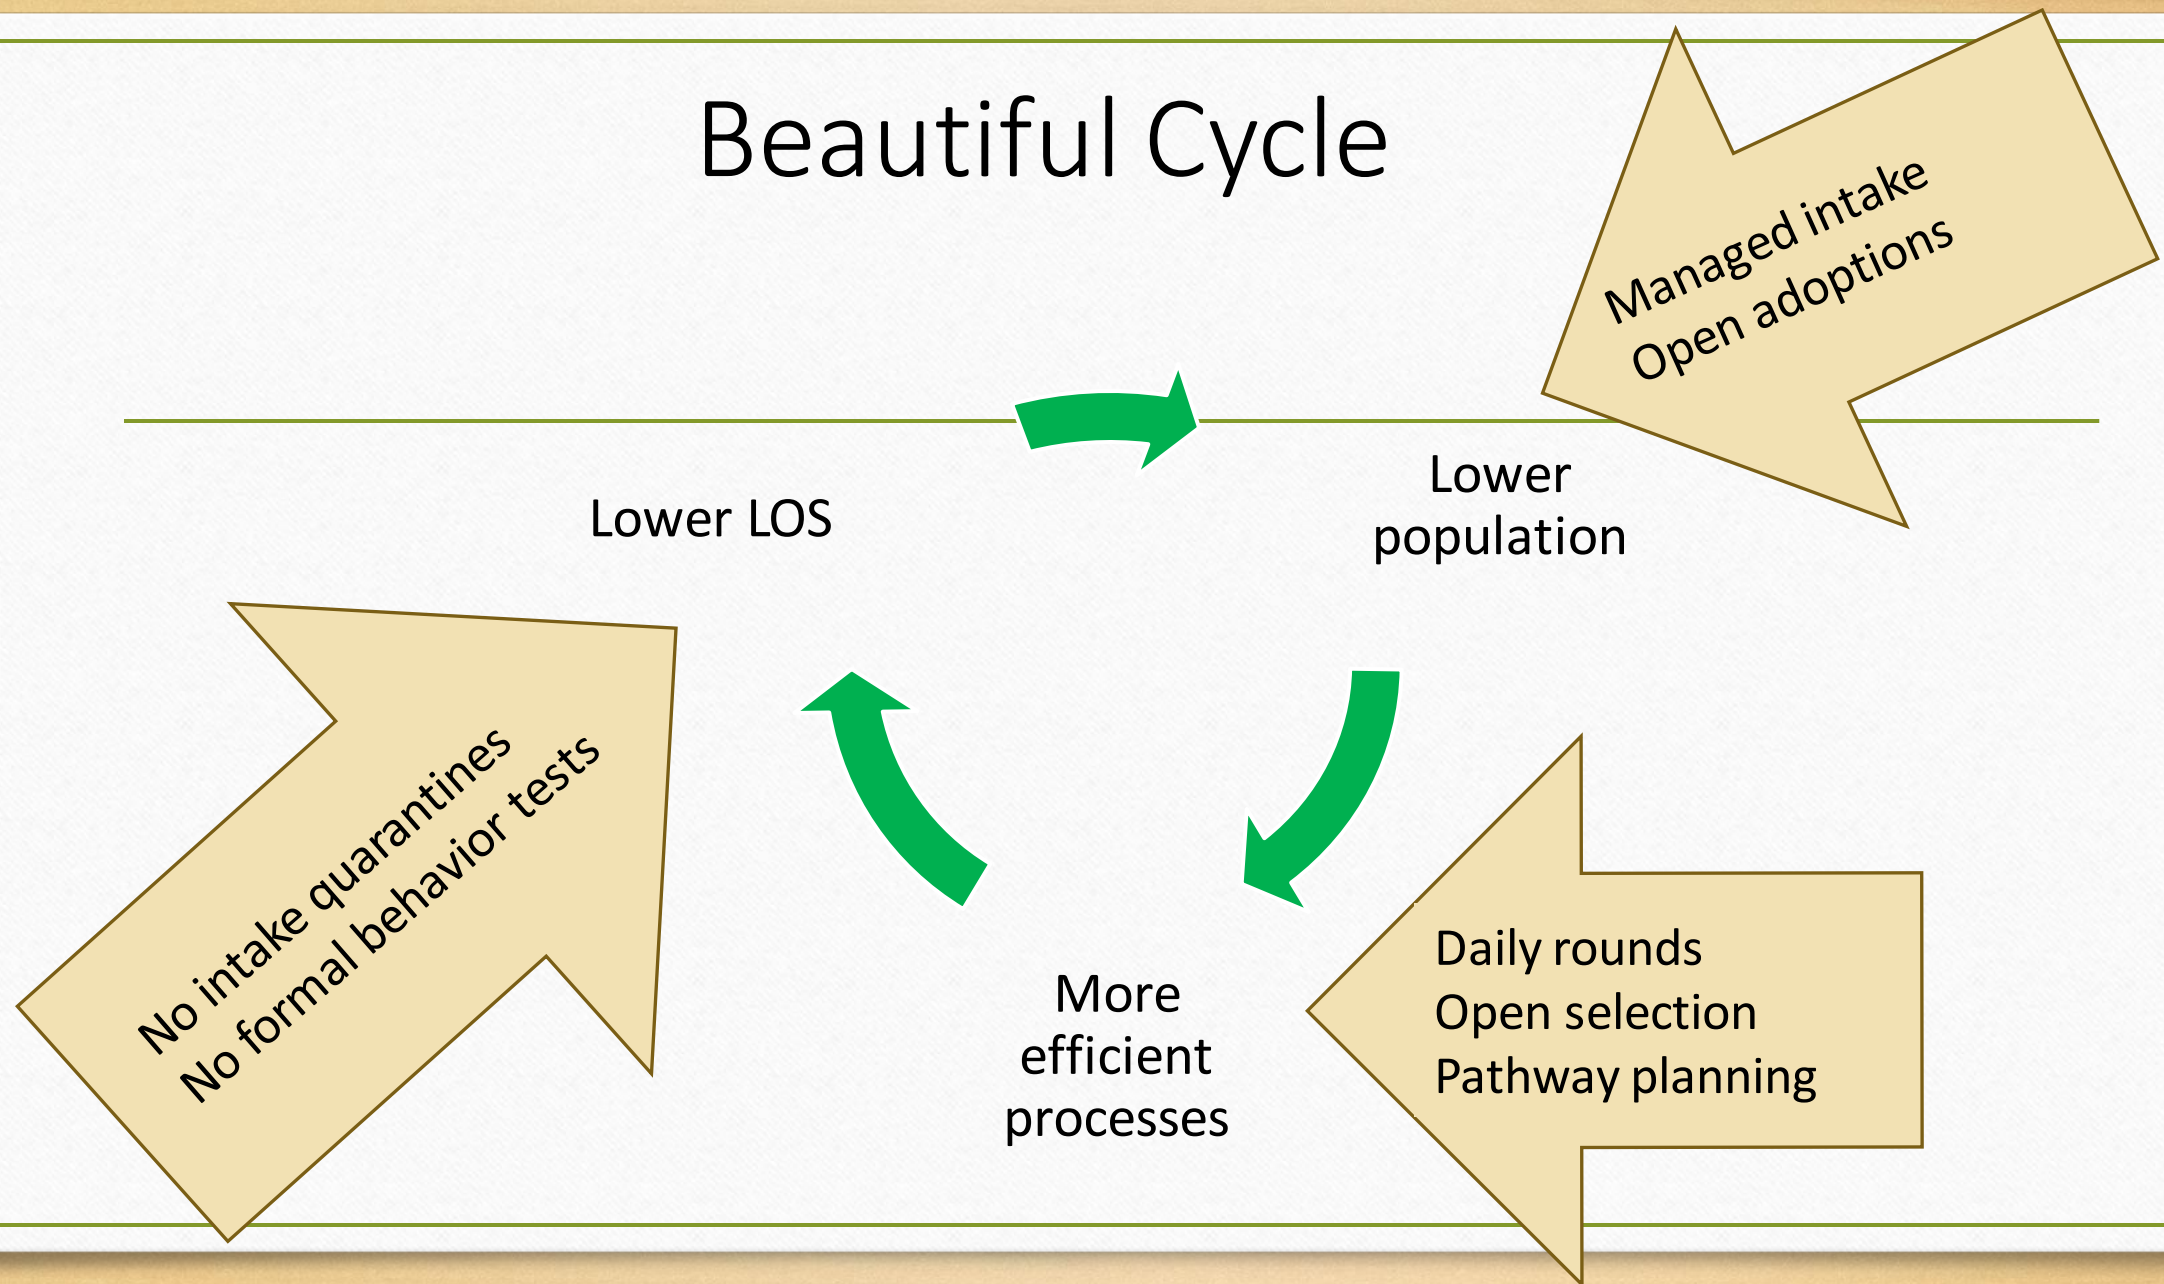 Beautiful Cycle
Managed intake
Open adoptions
Lower LOS
Lower
population
No intake quarantines
No formal behavior tests
More
efficient
processes
Daily rounds
Open selection
Pathway planning